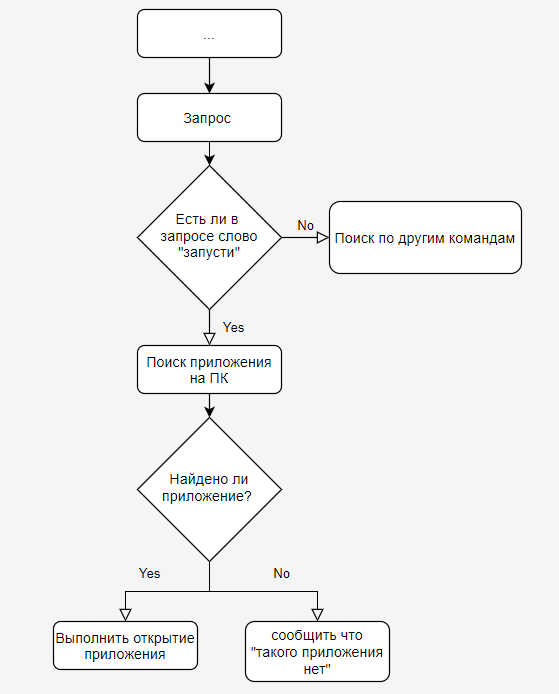 ...
Запрос
Есть ли в
запросе слово
"запусти"
No
Поиск по другим командам
Yes
Поиск приложения
на ПК
Найдено ли
приложение?
Yes
No
Выполнить открытие
приложения
сообщить что
"такого приложения
нет"